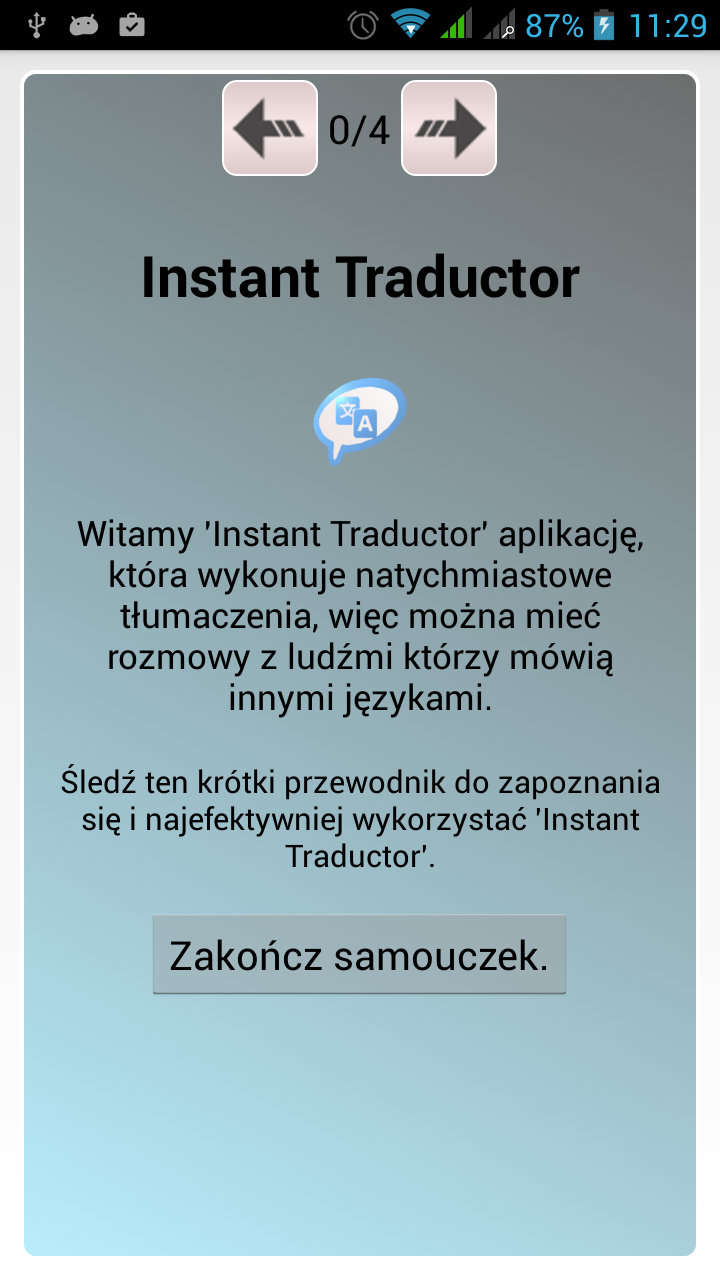 87% 11:29
0/4
Instant Traductor
文 A
Witamy 'Instant Traductor' aplikację,
która wykonuje natychmiastowe
tłumaczenia, więc można mieć
rozmowy z ludźmi którzy mówią
innymi językami.
Śledź ten krótki przewodnik do zapoznania
się i najefektywniej wykorzystać 'Instant
Traductor'.
Zakończ samouczek.